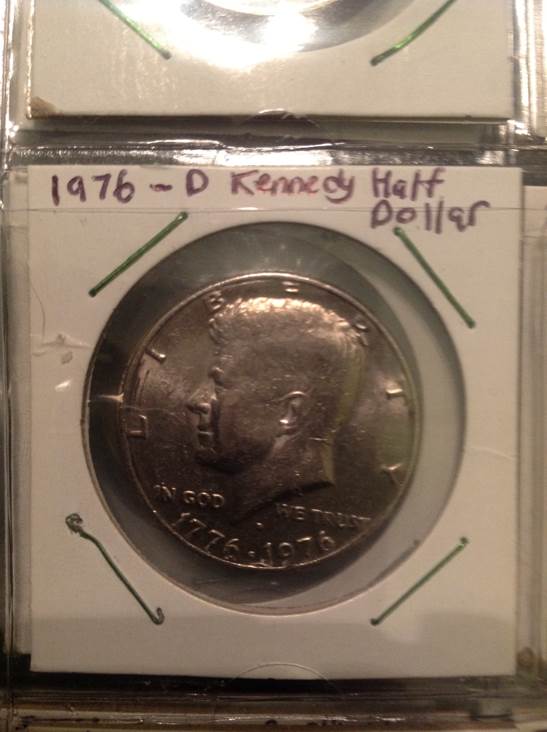 1976 - D Kennedy Half
Dollar
LIBERTY
IN GOD WE TRUST
1776 · 1976